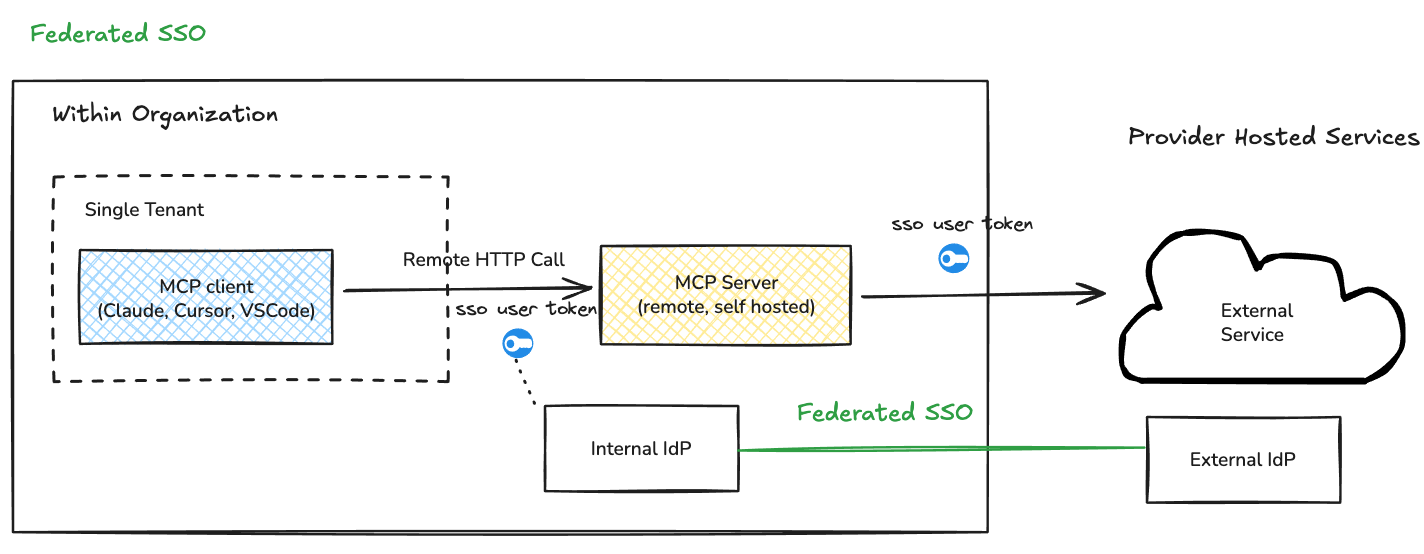 Federated SSO
Within Organization
Provider Hosted Services
Single Tenant
sso user token
Remote HTTP Call
MCP client
(Claude, Cursor, VSCode)
MCP Server
(remote, self hosted)
sso user token
External
Service
Federated SSO
Internal IdP
External IdP